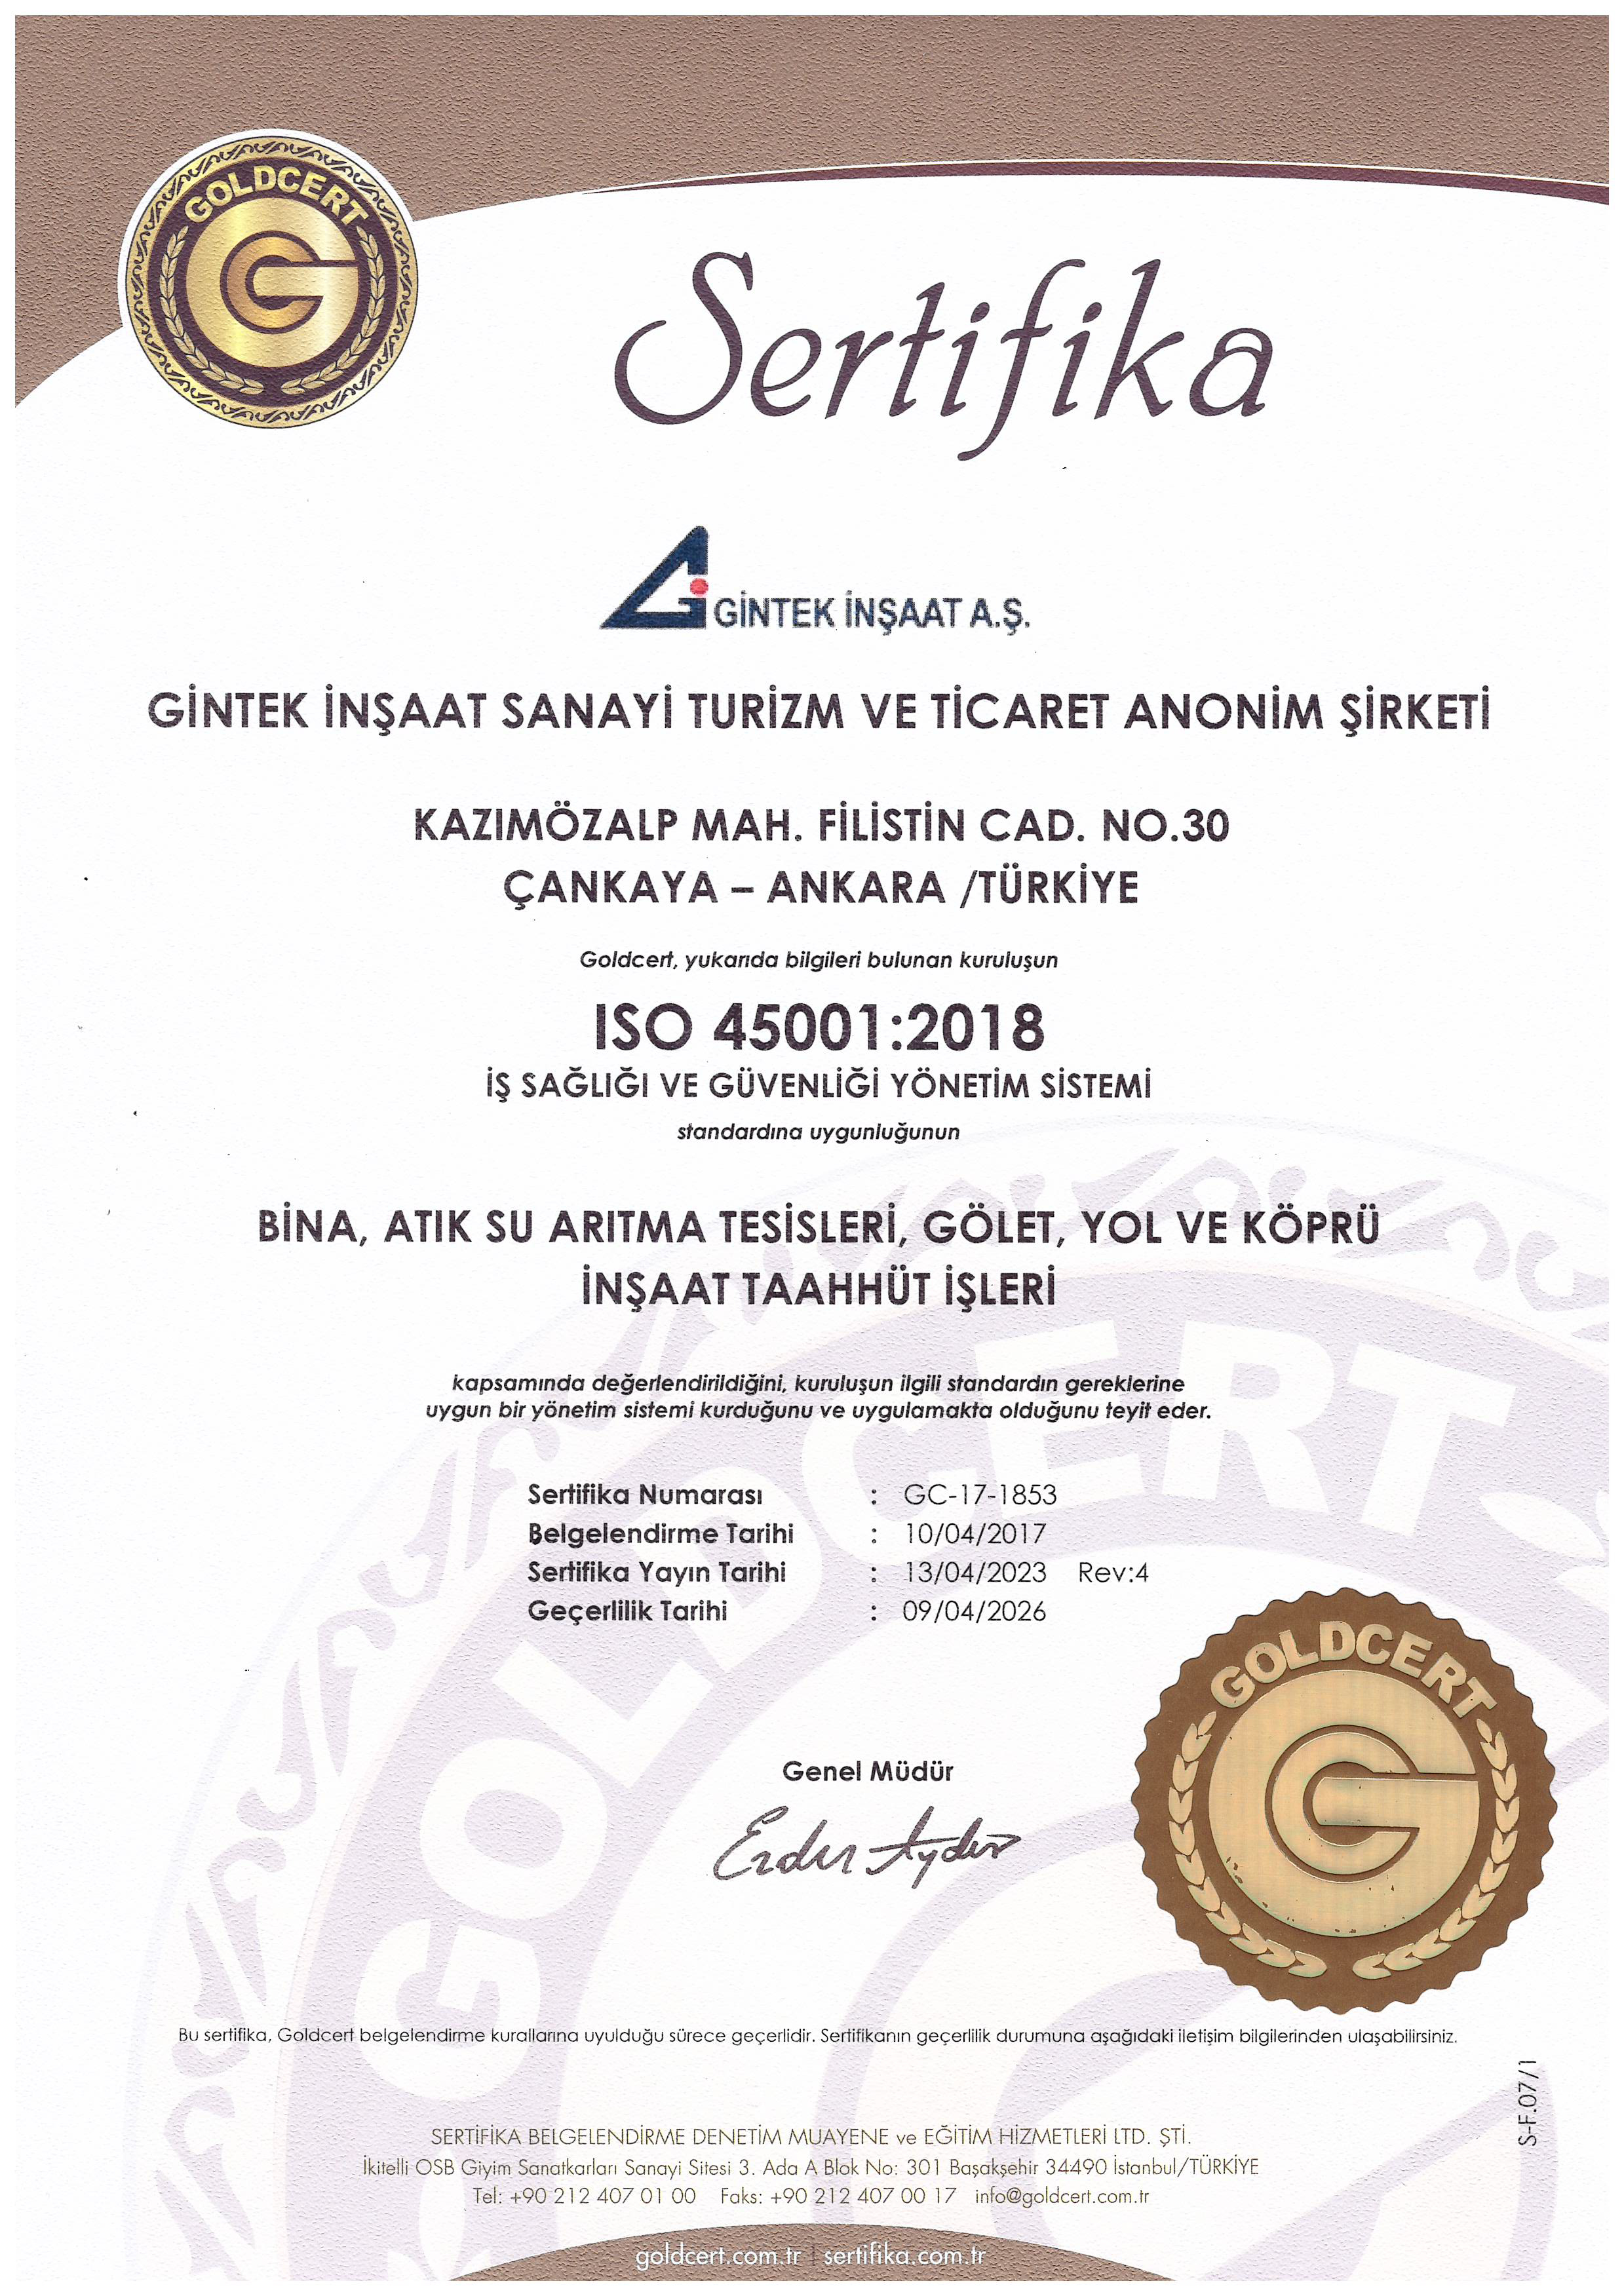 GOLDCERT
Sertifika
GİNTEK İNŞAAT A.Ş.
GİNTEK İNŞAAT SANAYİ TURİZM VE TİCARET ANONİM ŞİRKETİ
KAZIMÖZALP MAH. FİLİSTİN CAD. NO.30
ÇANKAYA – ANKARA /TÜRKİYE
Goldcert, yukarıda bilgileri bulunan kuruluşun
ISO 45001:2018
İŞ SAĞLIĞI VE GÜVENLİĞİ YÖNETİM SİSTEMİ
standardına uygunluğunun
BİNA, ATIK SU ARITMA TESİSLERİ, GÖLET, YOL VE KÖPRÜ
İNŞAAT TAAHHÜT İŞLERİ
kapsamında değerlendirildiğini, kuruluşun ilgili standardın gereklerine
uygun bir yönetim sistemi kurduğunu ve uygulamakta olduğunu teyit eder.
Sertifika Numarası : GC-17-1853
Belgelendirme Tarihi : 10/04/2017
Sertifika Yayın Tarihi : 13/04/2023 Rev:4
Geçerlilik Tarihi : 09/04/2026
GOLDCERT
Genel Müdür
GOLDCERT
Bu sertifika, Goldcert belgelendirme kurallarına uyulduğu sürece geçerlidir. Sertifikanın geçerlilik durumuna aşağıdaki iletişim bilgilerinden ulaşabilirsiniz.
S-F.07/1
SERTİFİKA BELGELENDİRME DENETİM MUAYENE ve EĞİTİM HİZMETLERİ LTD. ŞTİ.
İkitelli OSB Giyim Sanatkarları Sanayi Sitesi 3. Ada A Blok No: 301 Başakşehir 34490 İstanbul/TÜRKİYE
Tel: +90 212 407 01 00 Faks: +90 212 407 00 17 info@goldcert.com.tr
goldcert.com.tr | sertifika.com.tr